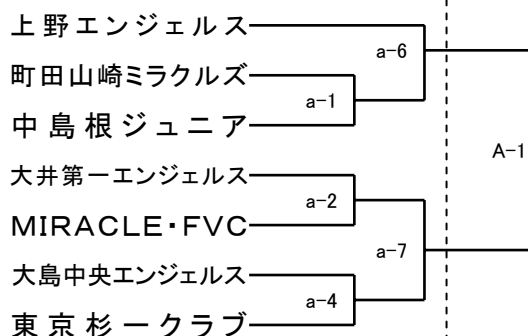 上野エンジェルス
a-6
町田山崎ミラクルズ
a-1
中島根ジュニア
A-1
大井第一エンジェルス
a-2
MIRACLE・FVC
a-7
大島中央エンジェルス
a-4
東京杉一クラブ